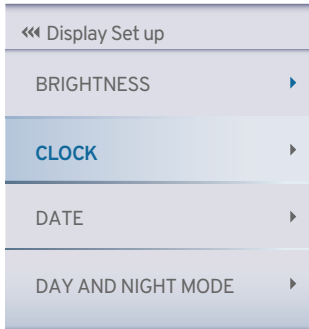 Display Set up
BRIGHTNESS
CLOCK
DATE
DAY AND NIGHT MODE